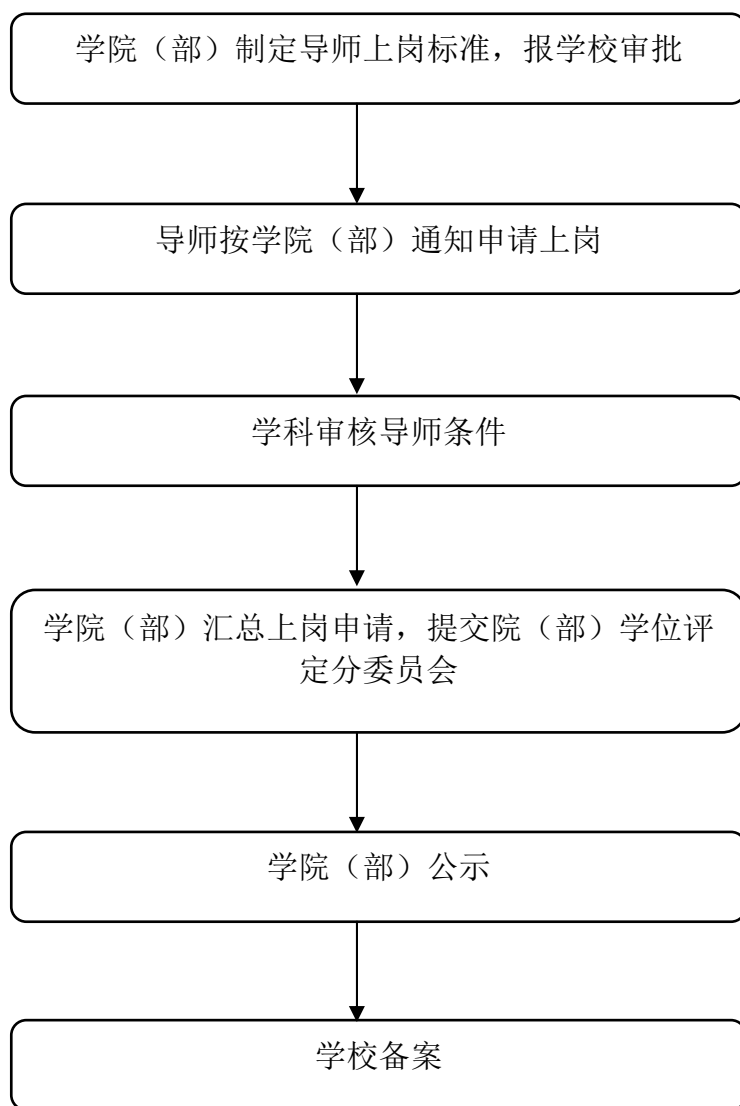 学院（部）制定导师上岗标准，报学校审批
导师按学院（部）通知申请上岗
学科审核导师条件
学院（部）汇总上岗申请，提交院（部）学位评
定分委员会
学院（部）公示
学校备案